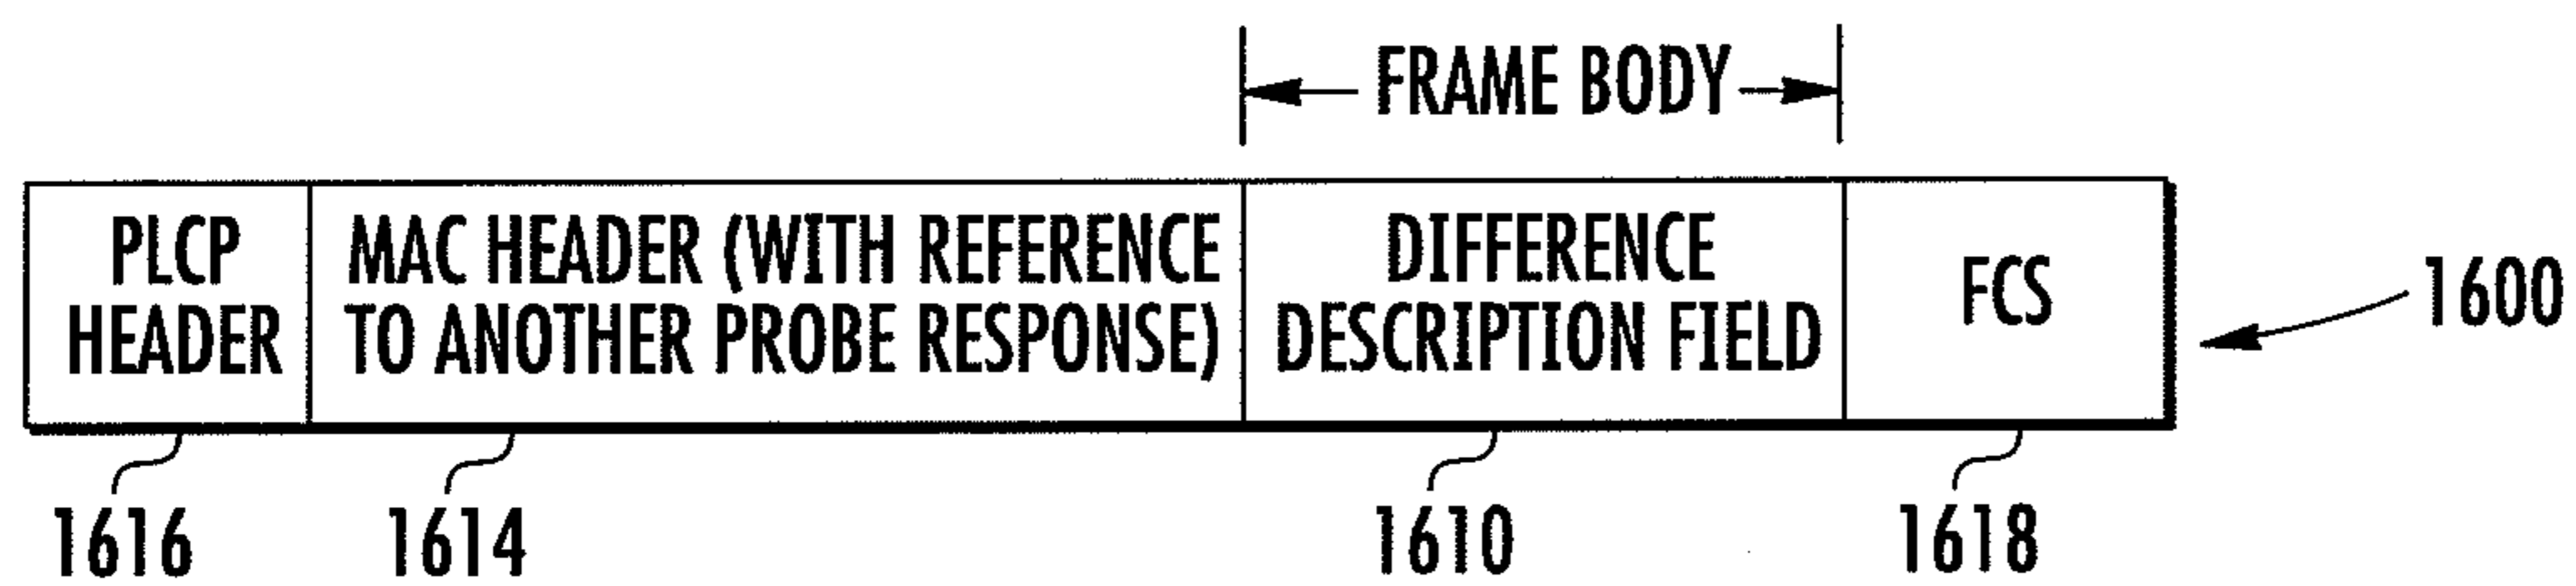 FRAME BODY
PLCP
HEADER
MAC HEADER (WITH REFERENCE
TO ANOTHER PROBE RESPONSE)
DIFFERENCE
DESCRIPTION FIELD
FCS
1600
1616
1614
1610
1618